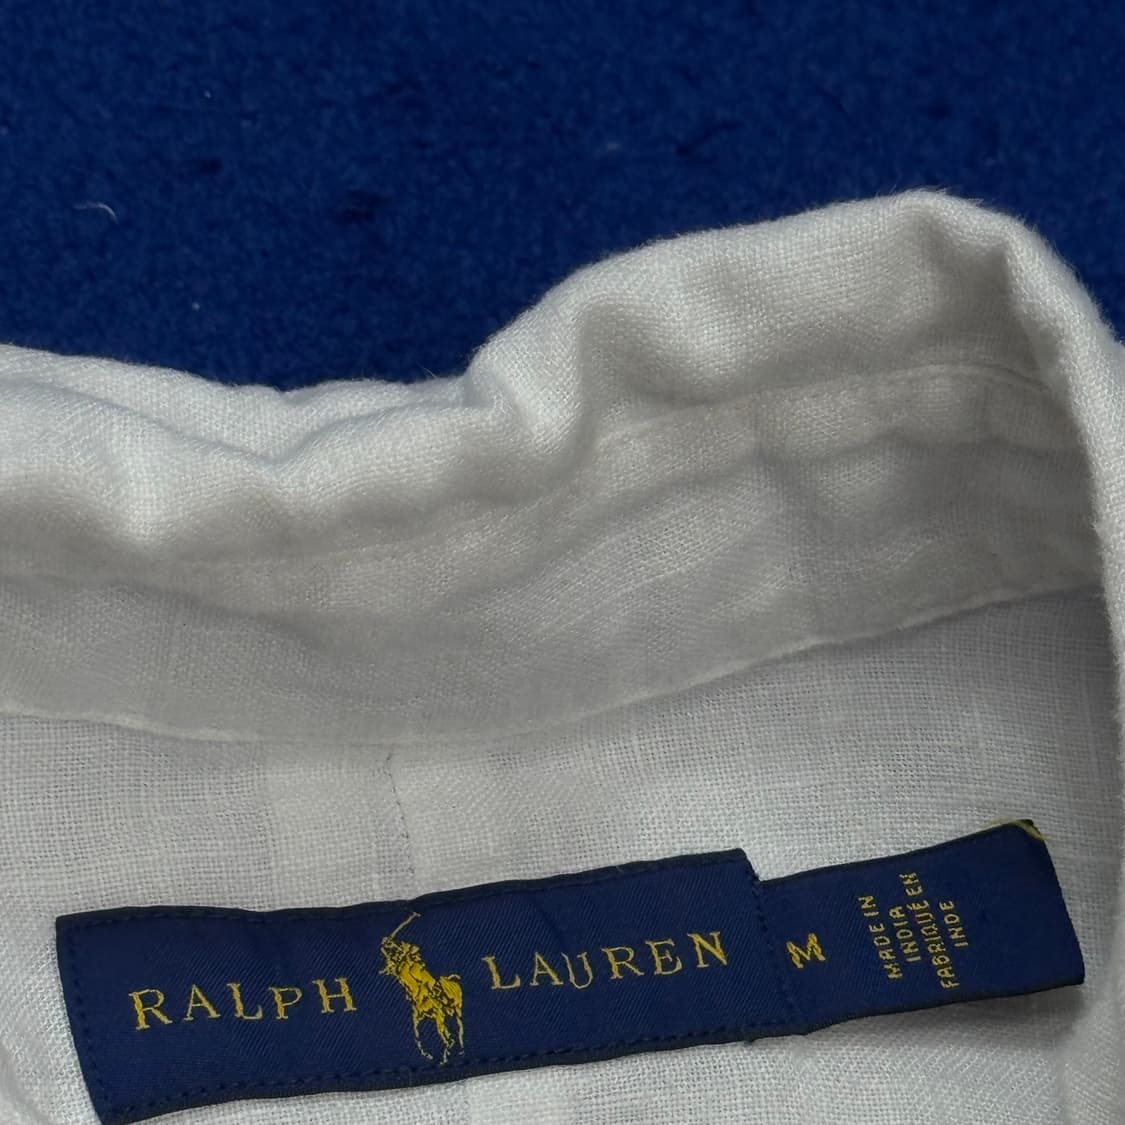 RALPH LAUREN
M
MADE IN
INDIA
FABRIQUÉ EN
INDE